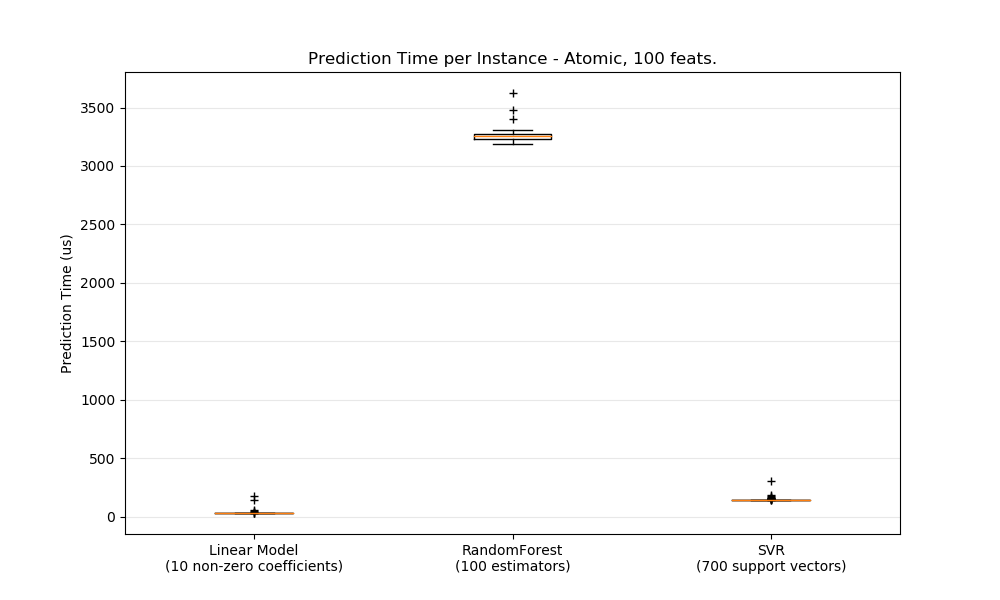 Prediction Time per Instance - Atomic, 100 feats.
Prediction Time (us)
3500
3000
2500
2000
1500
1000
500
0
Linear Model
(10 non-zero coefficients)
RandomForest
(100 estimators)
SVR
(700 support vectors)